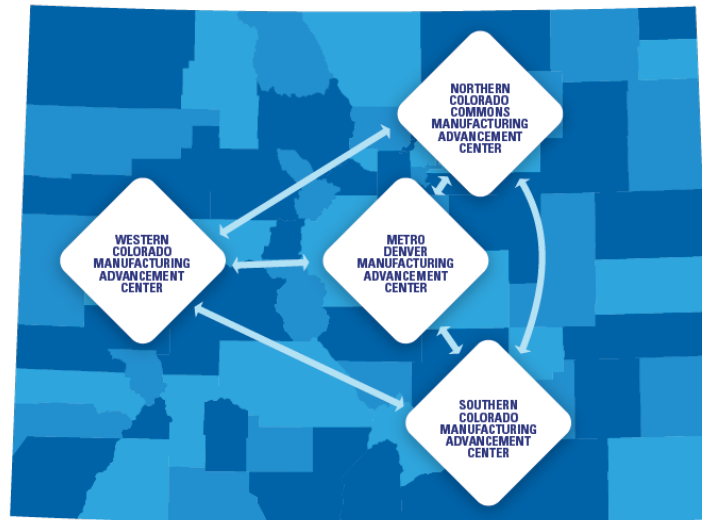 NORTHERN
COLORADO
COMMONS
MANUFACTURING
ADVANCEMENT
CENTER
WESTERN
COLORADO
MANUFACTURING
ADVANCEMENT
CENTER
METRO
DENVER
MANUFACTURING
ADVANCEMENT
CENTER
SOUTHERN
COLORADO
MANUFACTURING
ADVANCEMENT
CENTER